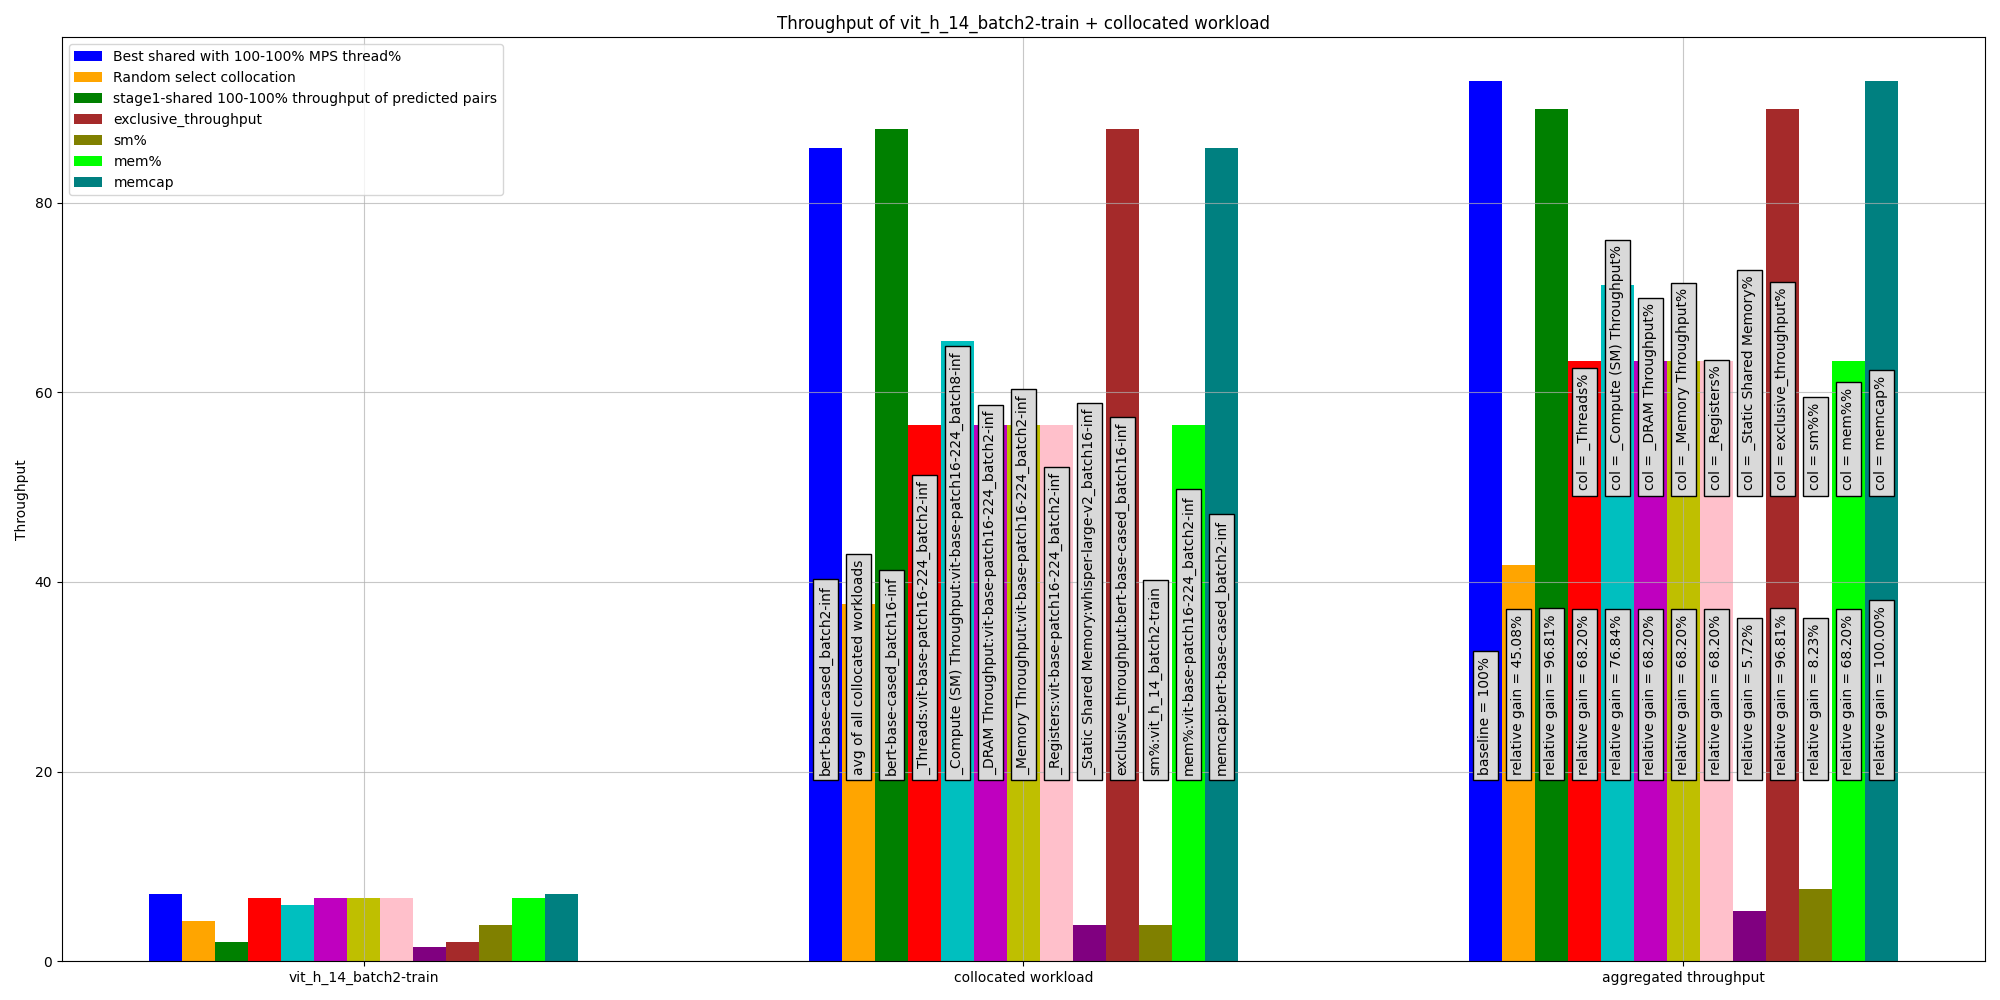 Throughput of vit_h_14_batch2-train + collocated workload
Best shared with 100-100% MPS thread%
Random select collocation
stage1-shared 100-100% throughput of predicted pairs
exclusive_throughput
sm%
mem%
memcap
Throughput
80
60
40
20
0
bert-base-cased_batch2-inf
avg of all collocated workloads
bert-base-cased_batch16-inf
_Threads:vit-base-patch16-224_batch2-inf
_Compute (SM) Throughput:vit-base-patch16-224_batch8-inf
_DRAM Throughput:vit-base-patch16-224_batch2-inf
_Memory Throughput:vit-base-patch16-224_batch2-inf
_Registers:vit-base-patch16-224_batch2-inf
_Static Shared Memory:whisper-large-v2_batch16-inf
exclusive_throughput:bert-base-cased_batch16-inf
sm%:vit_h_14_batch2-train
mem%:vit-base-patch16-224_batch2-inf
memcap:bert-base-cased_batch2-inf
col = _Threads%
col = _Compute (SM) Throughput%
col = _DRAM Throughput%
col = _Memory Throughput%
col = _Registers%
col = _Static Shared Memory%
col = exclusive_throughput%
col = sm%%
col = mem%%
col = memcap%
baseline = 100%
relative gain = 45.08%
relative gain = 96.81%
relative gain = 68.20%
relative gain = 76.84%
relative gain = 68.20%
relative gain = 68.20%
relative gain = 68.20%
relative gain = 5.72%
relative gain = 96.81%
relative gain = 8.23%
relative gain = 68.20%
relative gain = 100.00%
vit_h_14_batch2-train
collocated workload
aggregated throughput